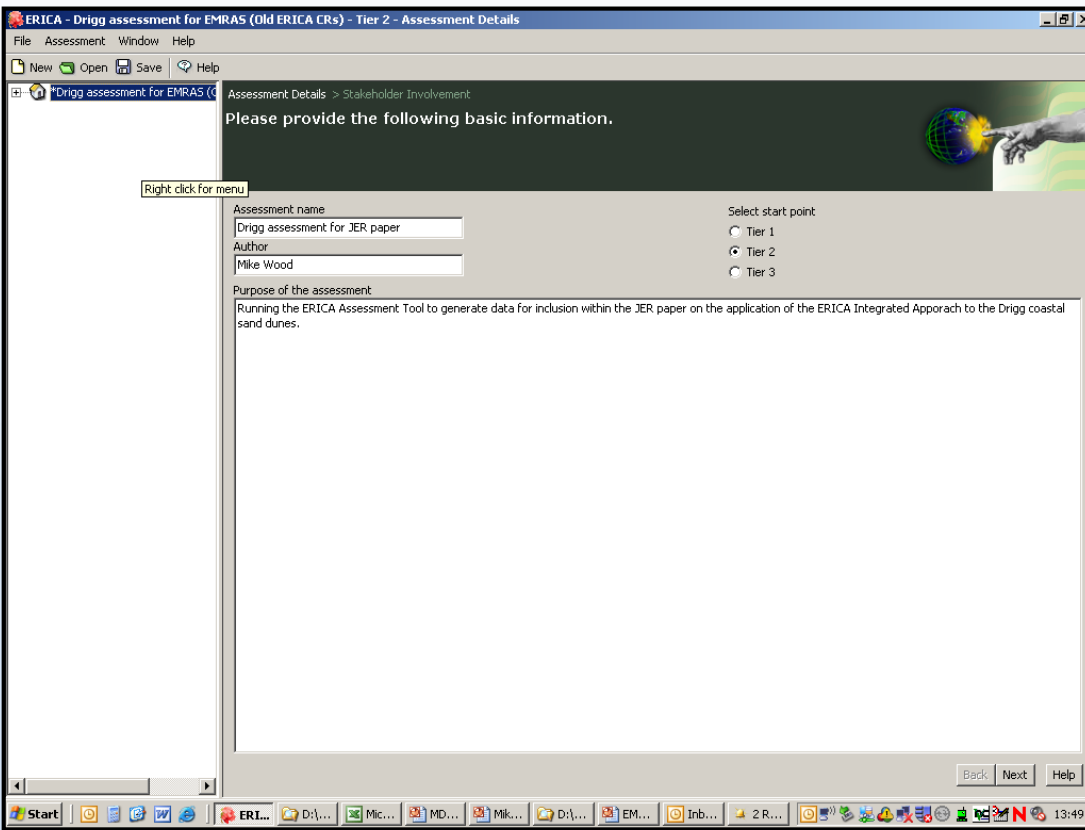 ERICA - Drigg assessment for EMRAS (Old ERICA CRs) - Tier 2 - Assessment Details
File Assessment Window Help
New Open Save Help
*Drigg assessment for EMRAS (
Assessment Details > Stakeholder Involvement
Please provide the following basic information.
Right click for menu
Assessment name
Drigg assessment for JER paper
Author
Mike Wood
Select start point
Tier 1
Tier 2
Tier 3
Purpose of the assessment
Running the ERICA Assessment Tool to generate data for inclusion within the JER paper on the application of the ERICA Integrated Apporach to the Drigg coastal
sand dunes.
Back Next Help
Start ERI... D:\... Mic... MD... Mik... D:\... EM... Inb... 2 R... 13:49